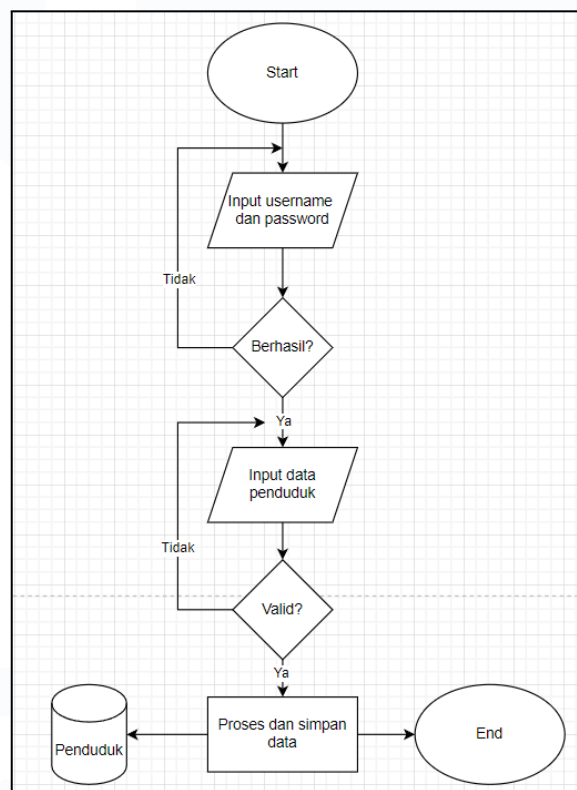 Start
Input username
dan password
Tidak
Berhasil?
Ya
Input data
penduduk
Tidak
Valid?
Ya
Proses dan simpan
data
Penduduk
End